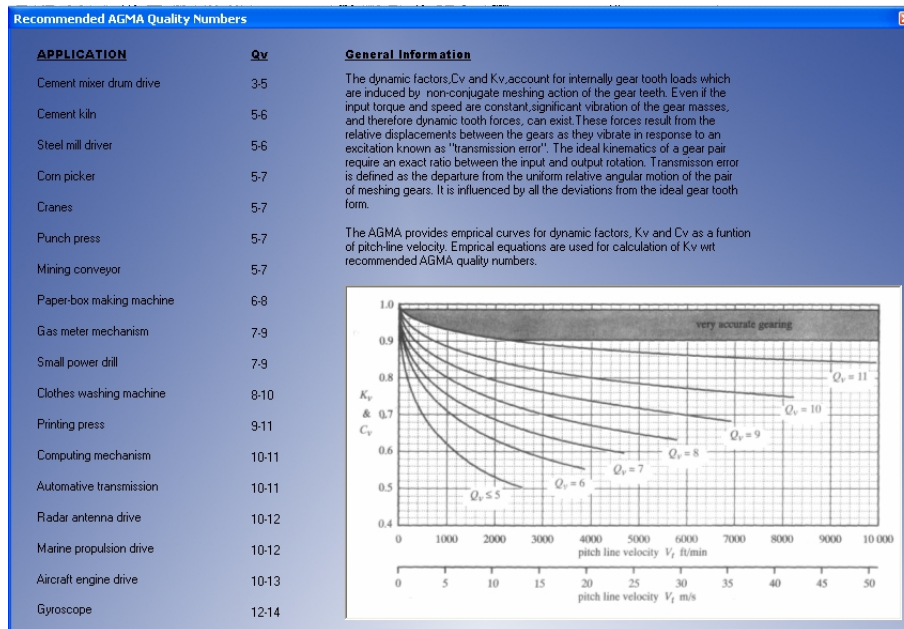 Recommended AGMA Quality Numbers
APPLICATION Qv
Cement mixer drum drive 3-5
Cement kiln 5-6
Steel mill driver 5-6
Corn picker 5-7
Cranes 5-7
Punch press 5-7
Mining conveyor 5-7
Paper-box making machine 6-8
Gas meter mechanism 7-9
Small power drill 7-9
Clothes washing machine 8-10
Printing press 9-11
Computing mechanism 10-11
Automative transmission 10-11
Radar antenna drive 10-12
Marine propulsion drive 10-12
Aircraft engine drive 10-13
Gyroscope 12-14
General Information
The dynamic factors,Cv and Kv,account for internally gear tooth loads which
are induced by non-conjugate meshing action of the gear teeth. Even if the
input torque and speed are constant,significant vibration of the gear masses,
and therefore dynamic tooth forces, can exist.These forces result from the
relative displacements between the gears as they vibrate in response to an
excitation known as "transmission error". The ideal kinematics of a gear pair
require an exact ratio between the input and output rotation. Transmisson error
is defined as the departure from the uniform relative angular motion of the pair
of meshing gears. It is influenced by all the deviations from the ideal gear tooth
form.
The AGMA provides emprical curves for dynamic factors, Kv and Cv as a funtion
of pitch-line velocity. Emprical equations are used for calculation of Kv wrt
recommended AGMA quality numbers.
1.0
0.9
0.8
0.7
0.6
0.5
0.4
Kv
&
Cv
very accurate gearing
Qv = 11
Qv = 10
Qv = 9
Qv = 8
Qv = 7
Qv = 6
Qv ≤ 5
0 1000 2000 3000 4000 5000 6000 7000 8000 9000 10 000
pitch line velocity Vt ft/min
0 5 10 15 20 25 30 35 40 45 50
pitch line velocity Vt m/s